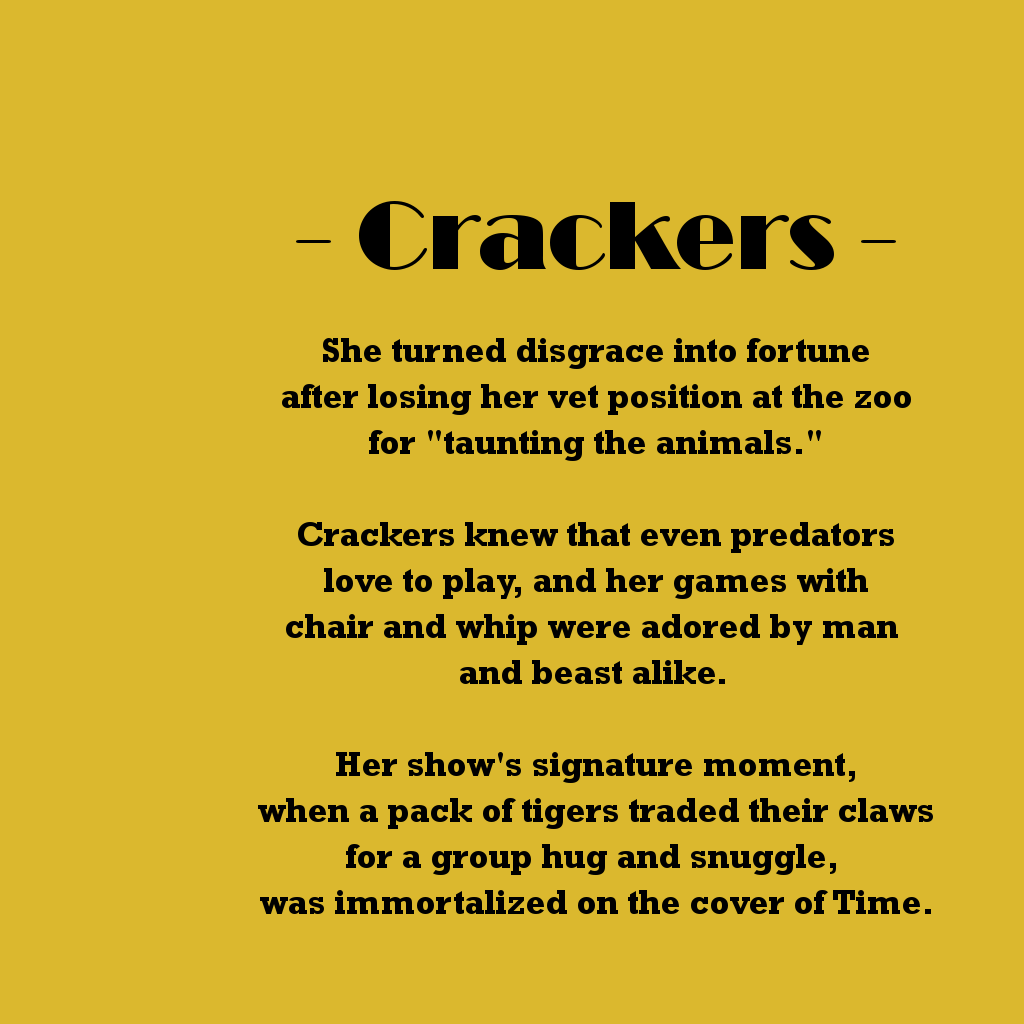 – Crackers –
She turned disgrace into fortune
after losing her vet position at the zoo
for "taunting the animals."
Crackers knew that even predators
love to play, and her games with
chair and whip were adored by man
and beast alike.
Her show's signature moment,
when a pack of tigers traded their claws
for a group hug and snuggle,
was immortalized on the cover of Time.